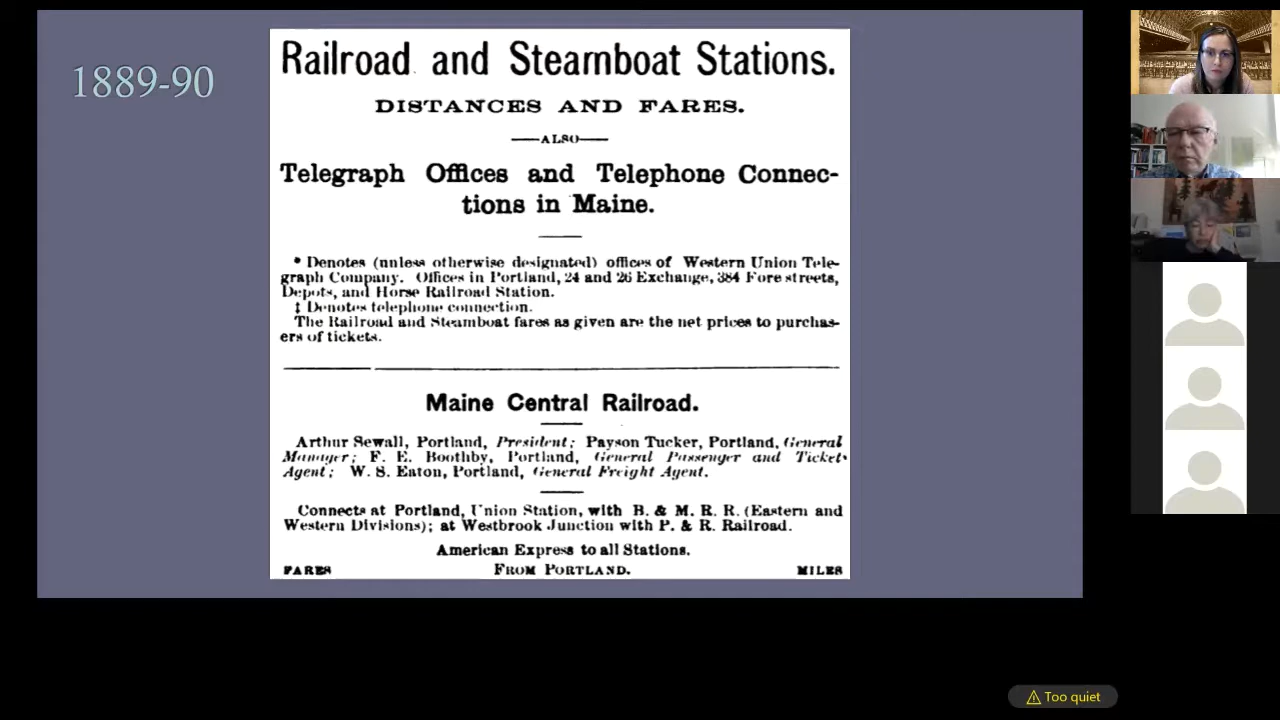 1889-90
Railroad and Steamboat Stations.
DISTANCES AND FARES.
—ALSO—
Telegraph Offices and Telephone Connec-
tions in Maine.
* Denotes (unless otherwise designated) offices of Western Union Tele-
graph Company. Offices in Portland, 24 and 26 Exchange, 384 Fore streets,
Depots, and Horse Railroad Station.
‡ Denotes telephone connection.
The Railroad and Steamboat fares as given are the net prices to purchas-
ers of tickets.
Maine Central Railroad.
Arthur Sewall, Portland, President; Payson Tucker, Portland, General
Manager; F. E. Boothby, Portland, General Passenger and Ticket
Agent; W. S. Eaton, Portland, General Freight Agent.
Connects at Portland, Union Station, with B. & M. R. R. (Eastern and
Western Divisions); at Westbrook Junction with P. & R. Railroad.
American Express to all Stations.
FARES FROM PORTLAND. MILES
Too quiet